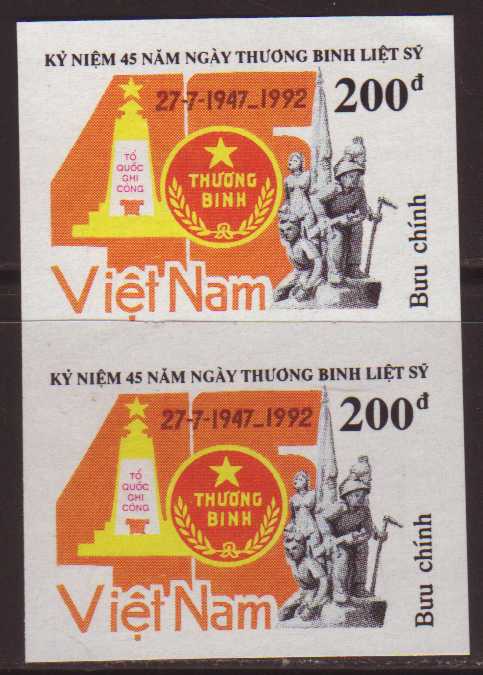 KỶ NIỆM 45 NĂM NGÀY THƯƠNG BINH LIỆT SỸ
45
27-7-1947_1992
200đ
TỔ
QUỐC
GHI
CÔNG
THƯƠNG
BINH
Việt Nam
Bưu chính
KỶ NIỆM 45 NĂM NGÀY THƯƠNG BINH LIỆT SỸ
45
27-7-1947_1992
200đ
TỔ
QUỐC
GHI
CÔNG
THƯƠNG
BINH
Việt Nam
Bưu chính